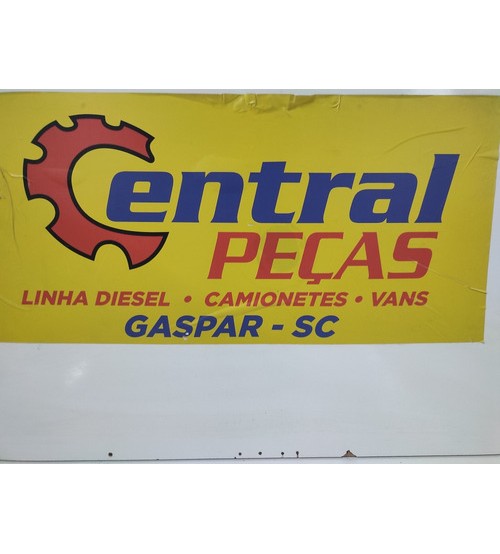 Central
PEÇAS
LINHA DIESEL • CAMIONETES • VANS
GASPAR - SC